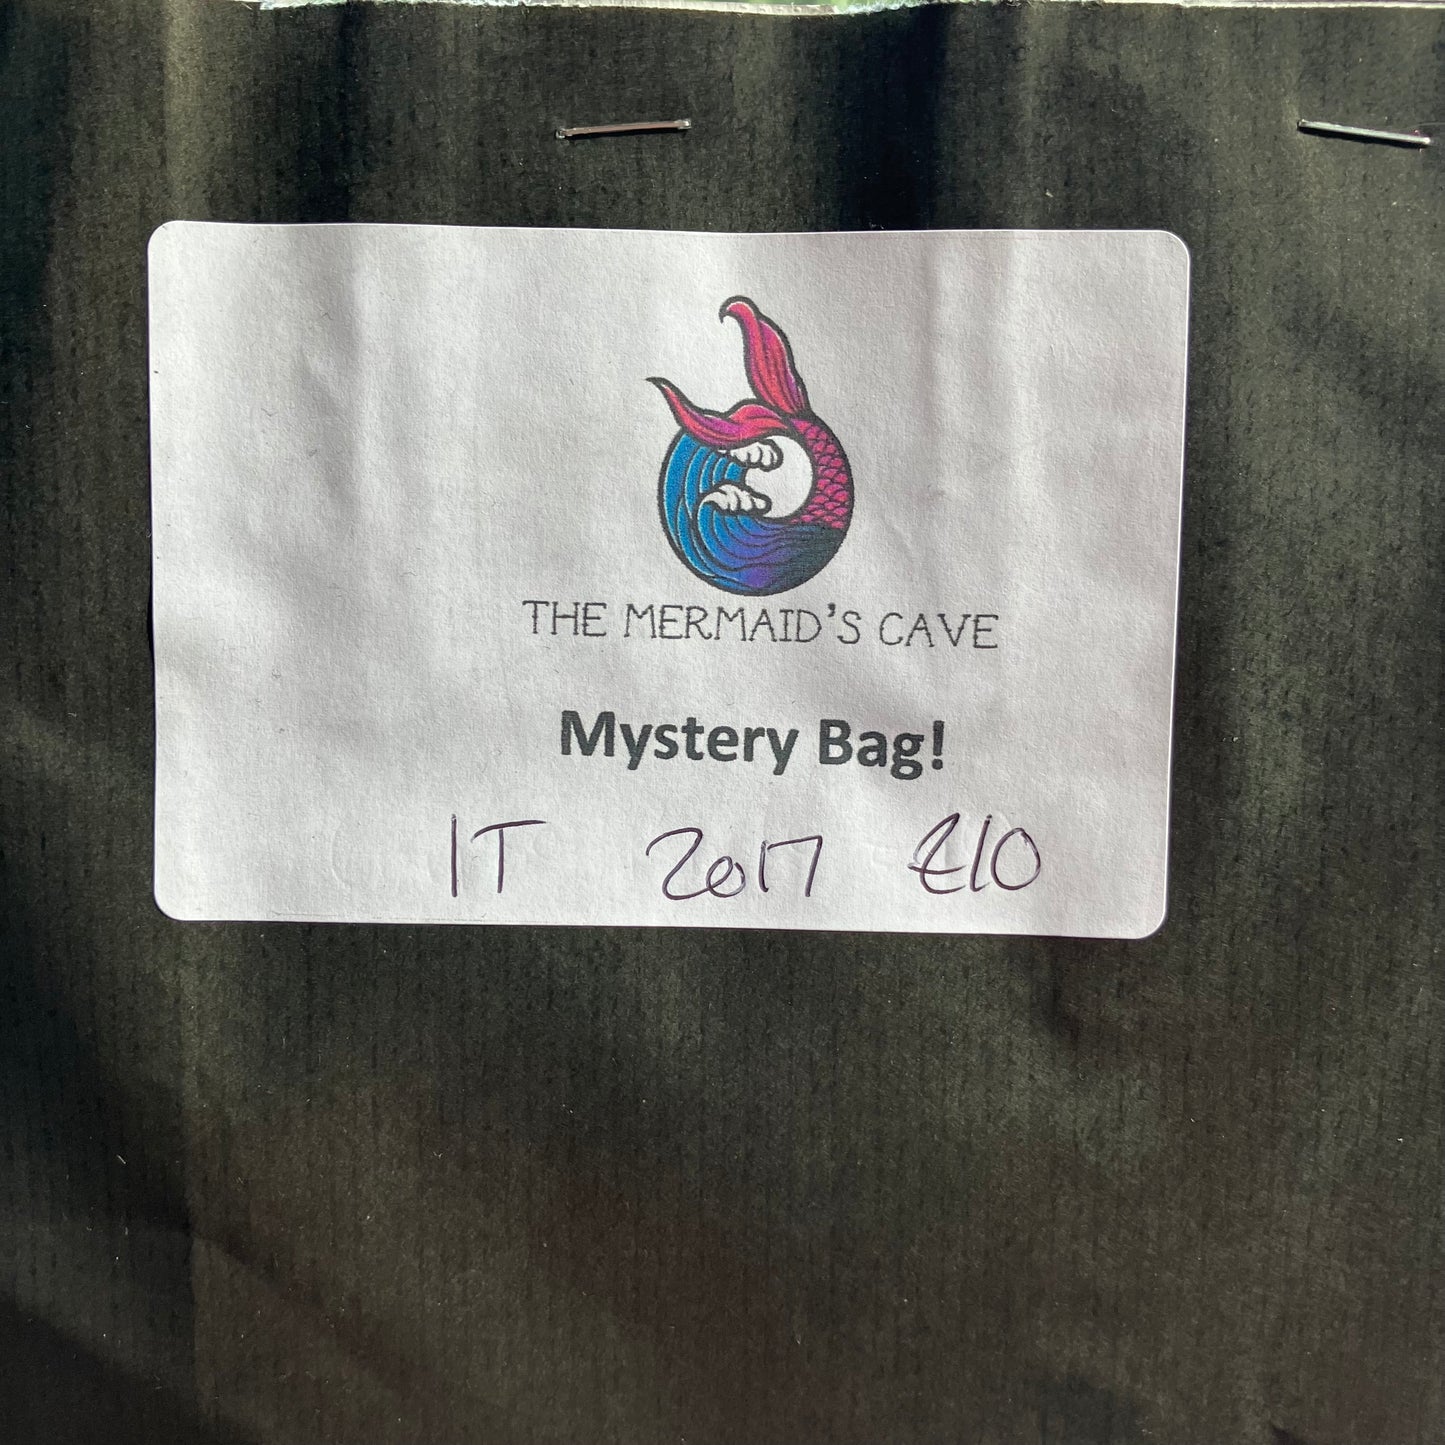 THE MERMAID'S CAVE
Mystery Bag!
IT 2017 £10